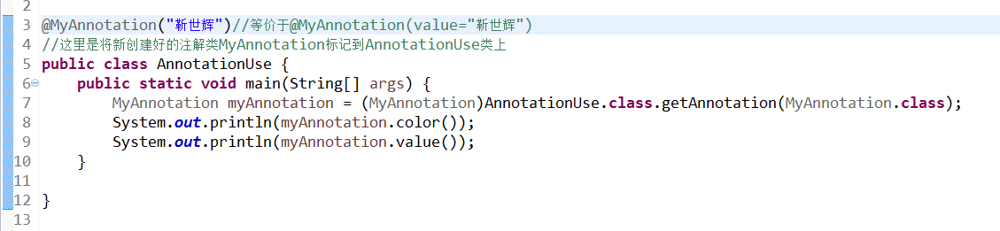 2
3 @MyAnnotation("靳世辉")//等价于@MyAnnotation(value="靳世辉")
4 //这里是将新创建好的注解类MyAnnotation标记到AnnotationUse类上
5 public class AnnotationUse {
6 public static void main(String[] args) {
7 MyAnnotation myAnnotation = (MyAnnotation)AnnotationUse.class.getAnnotation(MyAnnotation.class);
8 System.out.println(myAnnotation.color());
9 System.out.println(myAnnotation.value());
10 }
11
12 }
13